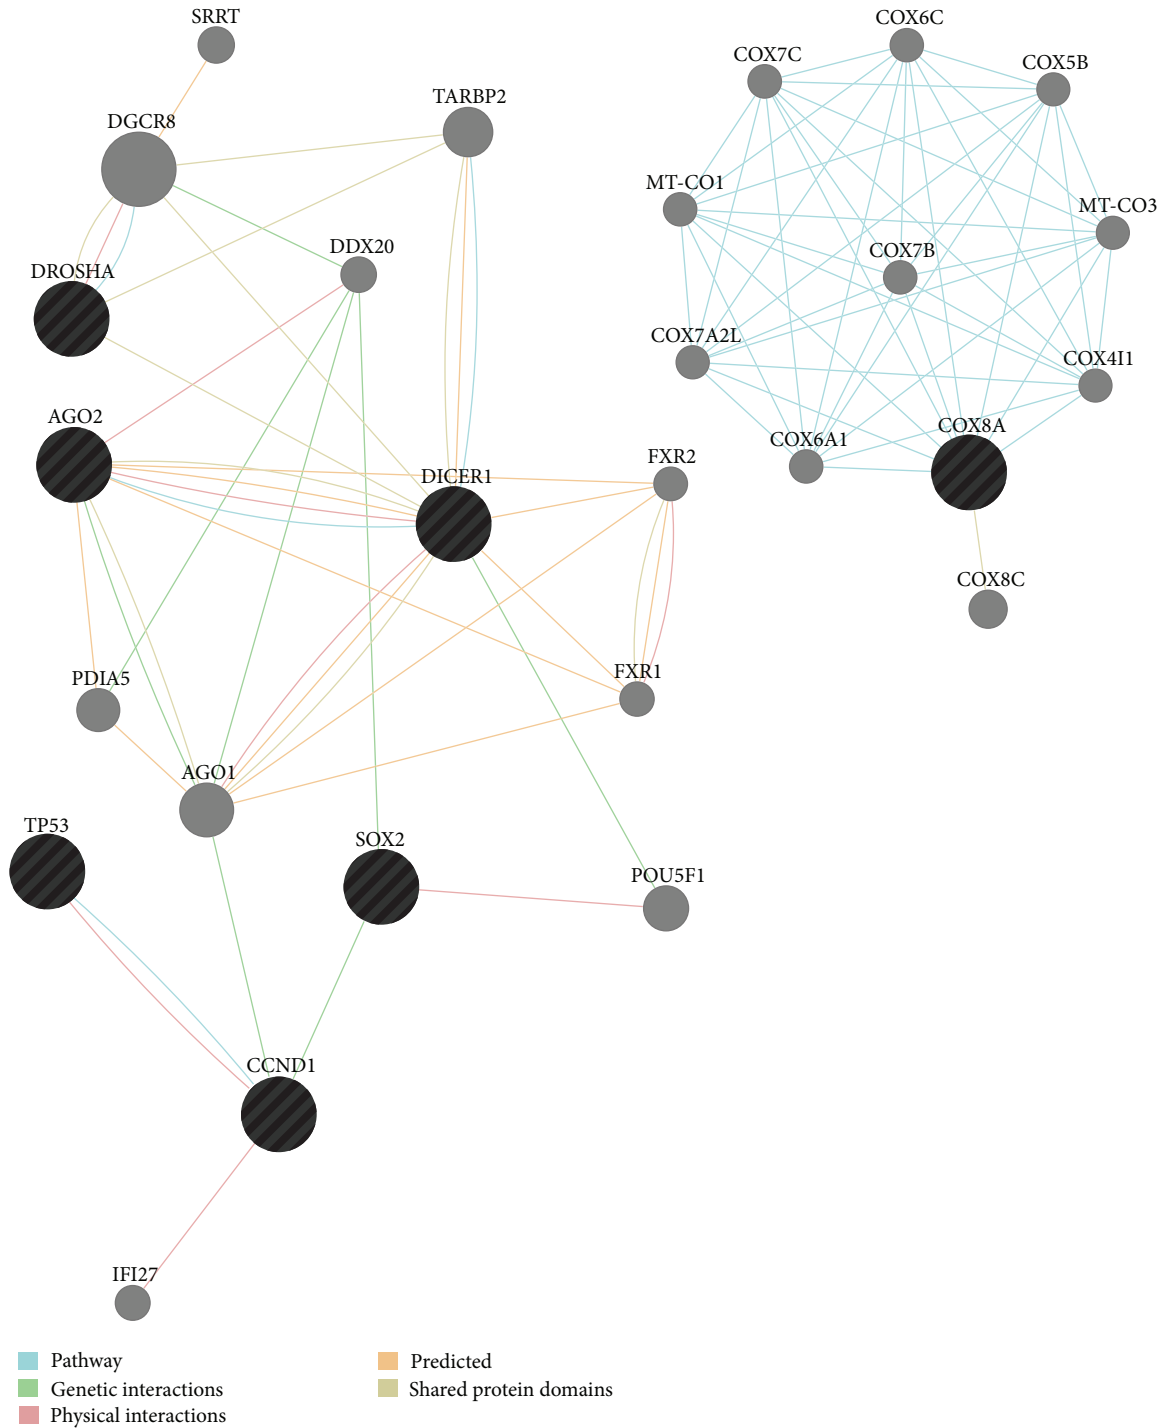 SRRT
COX6C
COX7C
COX5B
TARBP2
DGCR8
MT-CO1
MT-CO3
DDX20
COX7B
DROSHA
COX7A2L
COX4I1
AGO2
COX8A
COX6A1
FXR2
DICER1
COX8C
FXR1
PDIA5
AGO1
TP53
SOX2
POU5F1
CCND1
IFI27
Pathway
Predicted
Genetic interactions
Shared protein domains
Physical interactions